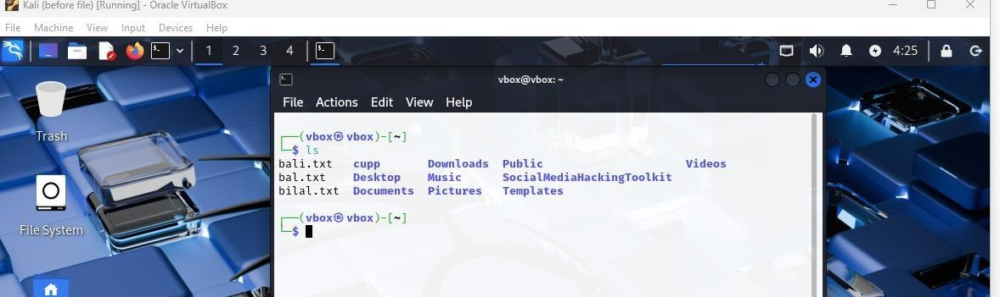 Kali (before file) [Running] - Oracle VirtualBox
File Machine View Input Devices Help
1 2 3 4 4:25
vbox@vbox: ~
File Actions Edit View Help
Trash
File System
┌──(vbox㉿vbox)-[~]
└─$ ls
bali.txt cupp Downloads Public Videos
bal.txt Desktop Music SocialMediaHackingToolkit
bilal.txt Documents Pictures Templates
┌──(vbox㉿vbox)-[~]
└─$